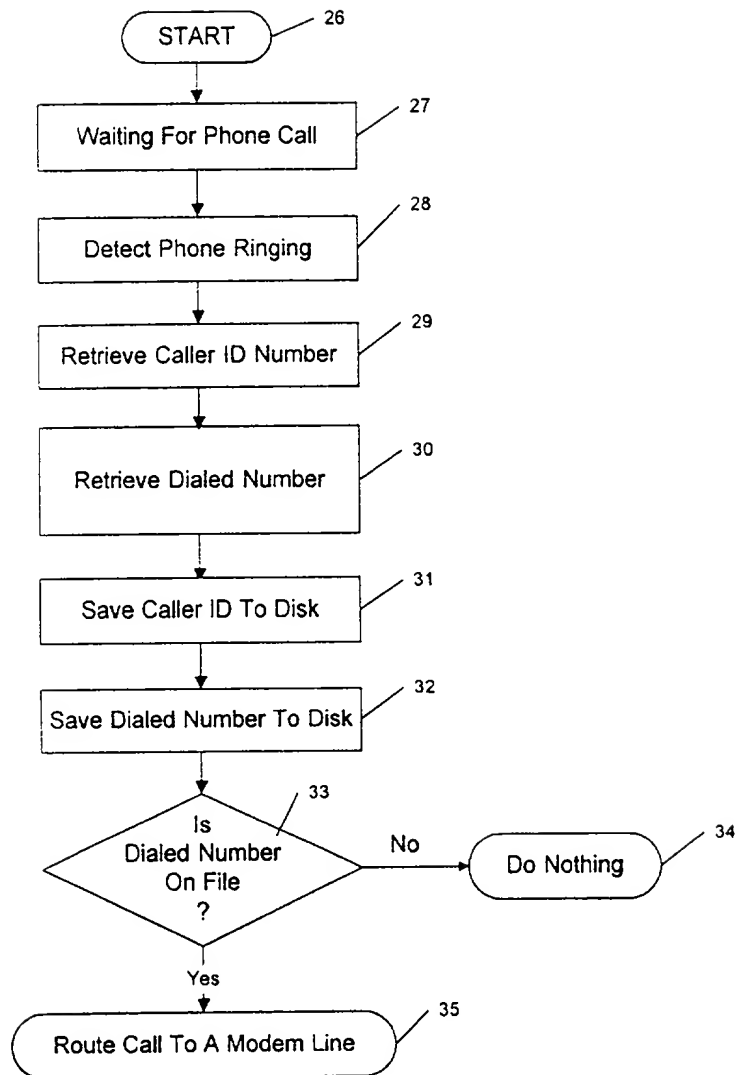 START
26
Waiting For Phone Call
27
Detect Phone Ringing
28
Retrieve Caller ID Number
29
Retrieve Dialed Number
30
Save Caller ID To Disk
31
Save Dialed Number To Disk
32
Is
Dialed Number
On File
?
33
No
Do Nothing
34
Yes
Route Call To A Modem Line
35